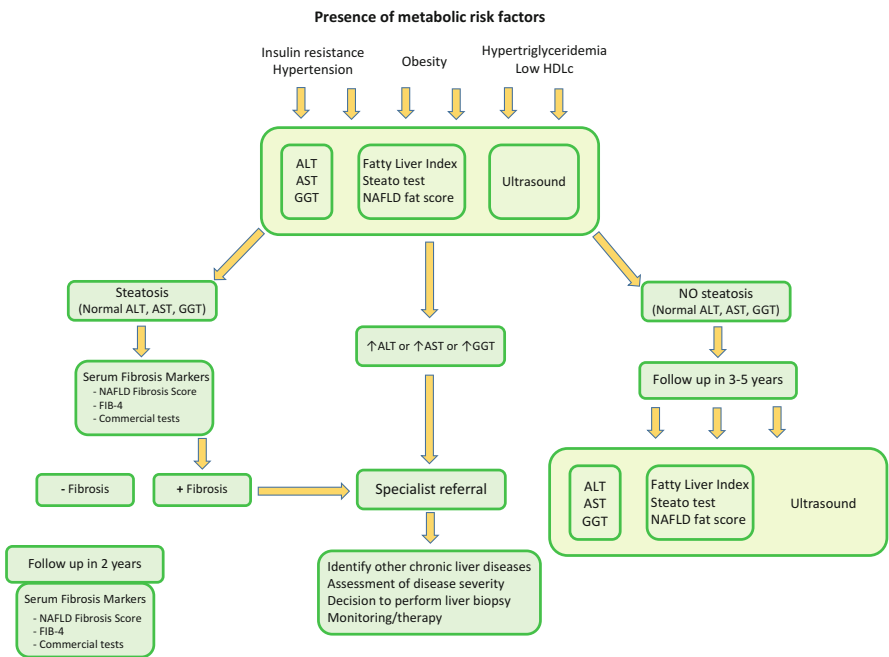 Presence of metabolic risk factors
Insulin resistance
Hypertension
Obesity
Hypertriglyceridemia
Low HDLc
ALT
AST
GGT
Fatty Liver Index
Steato test
NAFLD fat score
Ultrasound
Steatosis
(Normal ALT, AST, GGT)
↑ALT or ↑AST or ↑GGT
NO steatosis
(Normal ALT, AST, GGT)
Serum Fibrosis Markers
- NAFLD Fibrosis Score
- FIB-4
- Commercial tests
Follow up in 3-5 years
- Fibrosis
+ Fibrosis
Specialist referral
ALT
AST
GGT
Fatty Liver Index
Steato test
NAFLD fat score
Ultrasound
Follow up in 2 years
Serum Fibrosis Markers
- NAFLD Fibrosis Score
- FIB-4
- Commercial tests
Identify other chronic liver diseases
Assessment of disease severity
Decision to perform liver biopsy
Monitoring/therapy